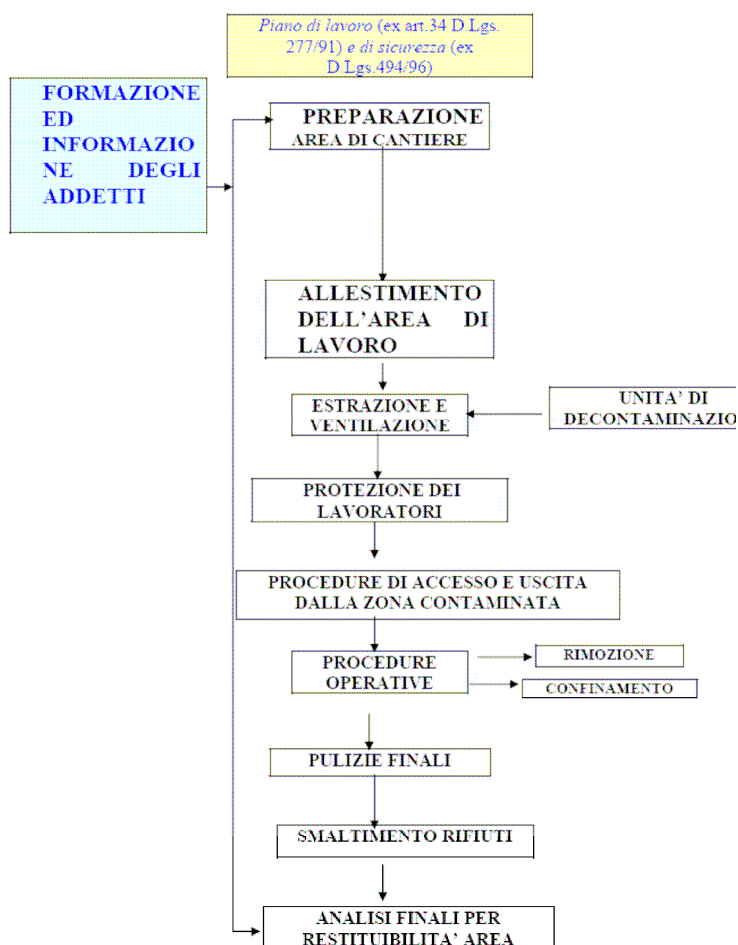 Piano di lavoro (ex art.34 D.Lgs.
277/91) e di sicurezza (ex
D.Lgs.494/96)
FORMAZIONE
ED
INFORMAZIO
NE DEGLI
ADDETTI
PREPARAZIONE
AREA DI CANTIERE
ALLESTIMENTO
DELL'AREA DI
LAVORO
ESTRAZIONE E
VENTILAZIONE
UNITA' DI
DECONTAMINAZIO
PROTEZIONE DEI
LAVORATORI
PROCEDURE DI ACCESSO E USCITA
DALLA ZONA CONTAMINATA
PROCEDURE
OPERATIVE
RIMOZIONE
CONFINAMENTO
PULIZIE FINALI
SMALTIMENTO RIFIUTI
ANALISI FINALI PER
RESTITUIBILITA' AREA